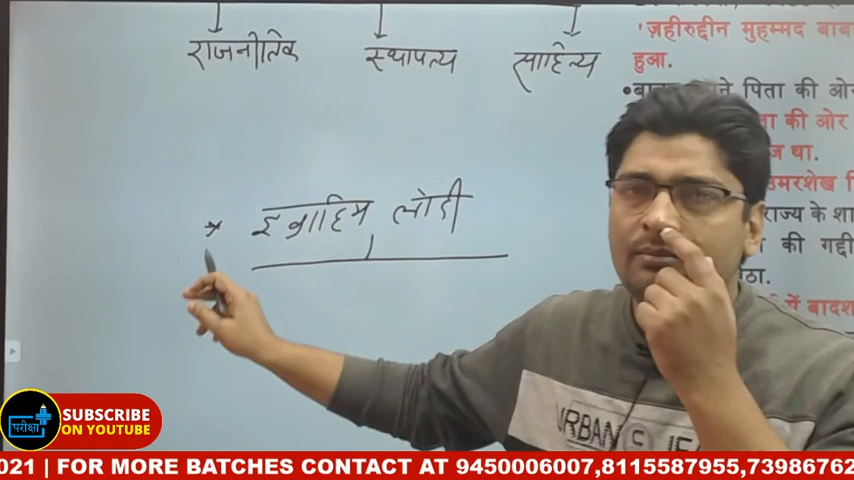 राजनीतिक स्थापत्य साहित्य
'ज़हीरुद्दीन मुहम्मद बाब
हुआ.
पिता की ओर
की ओर
ज था.
उमरशेख
राज्य के शा
की गद्दी
में बादश
* इब्राहिम लोदी
URBAN
परीक्षा
SUBSCRIBE
ON YOUTUBE
021 | FOR MORE BATCHES CONTACT AT 9450006007,8115587955,73986762